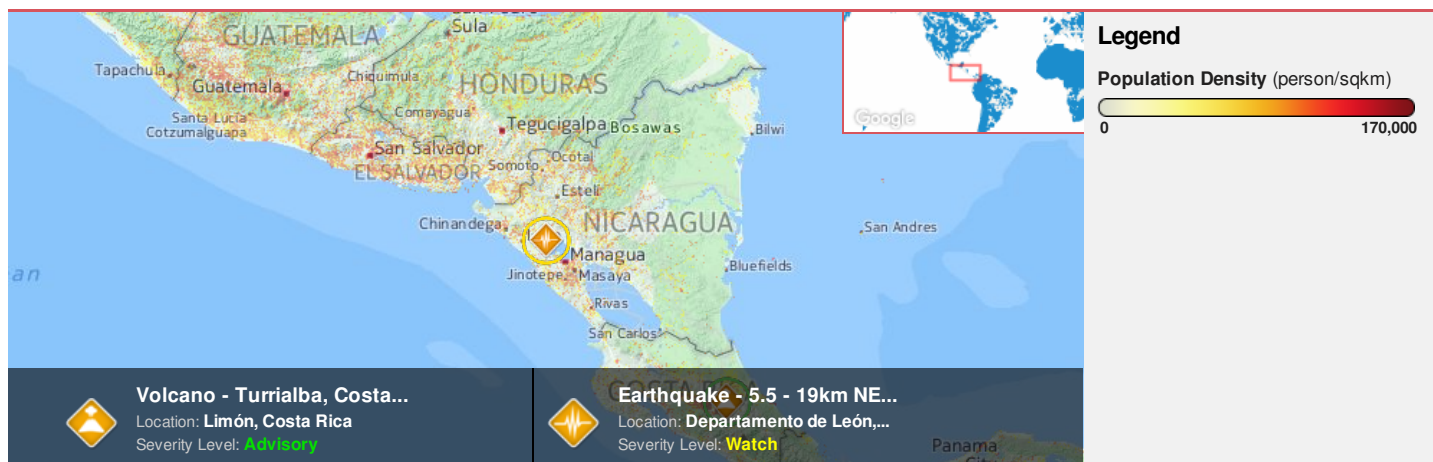 Sula
GUATEMALA
Tapachula
Chiquimula
HONDURAS
Guatemala
Santa Lucia
Cotzumalguapa
Comayagua
Tegucigalpa
Bosawas
Bilwi
San Salvador
EL SALVADOR
Somoto
Ocotal
Estelí
Chinandega
NICARAGUA
San Andres
Managua
Jinotepe
Masaya
Bluefields
Rivas
San Carlos
an
Google
Legend
Population Density (person/sqkm)
0
170,000
Volcano - Turrialba, Costa...
Location: Limón, Costa Rica
Severity Level: Advisory
Earthquake - 5.5 - 19km NE...
Location: Departamento de León,...
Severity Level: Watch
Panama